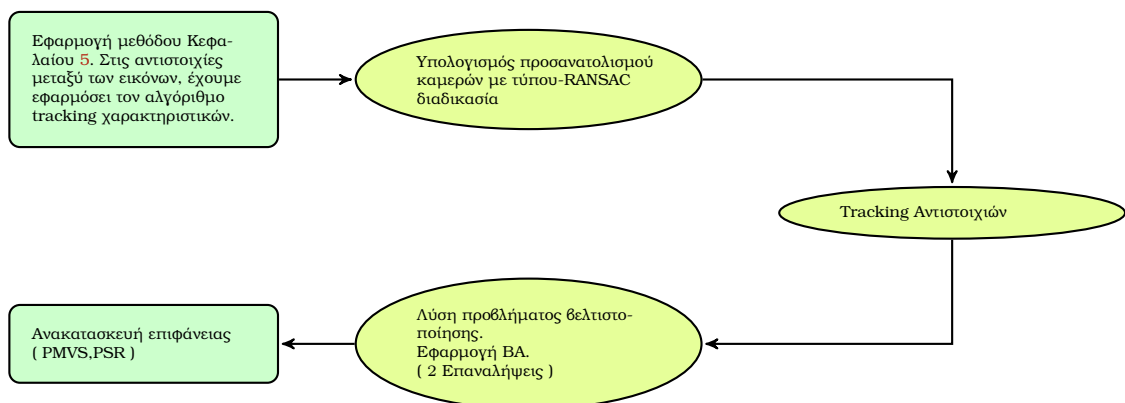 Εφαρμογή μεθόδου Κεφα-
λαίου 5. Στις αντιστοιχίες
μεταξύ των εικόνων, έχουμε
εφαρμόσει τον αλγόριθμο
tracking χαρακτηριστικών.
Υπολογισμός προσανατολισμού
καμερών με τύπου-RANSAC
διαδικασία
Tracking Αντιστοιχιών
Λύση προβλήματος βελτιστο-
ποίησης.
Εφαρμογή BA.
( 2 Επαναλήψεις )
Ανακατασκευή επιφάνειας
( PMVS,PSR )